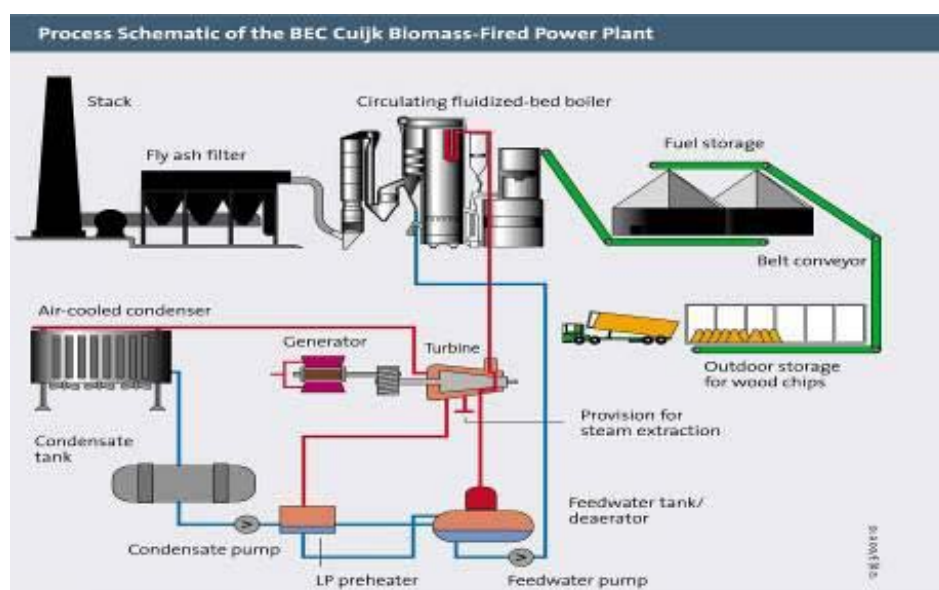 Process Schematic of the BEC Cuijk Biomass-Fired Power Plant
Stack
Circulating fluidized-bed boiler
Fly ash filter
Fuel storage
Belt conveyor
Air-cooled condenser
Generator
Turbine
Outdoor storage
for wood chips
Provision for
steam extraction
Condensate
tank
Feedwater tank/
deaerator
Condensate pump
LP preheater
Feedwater pump